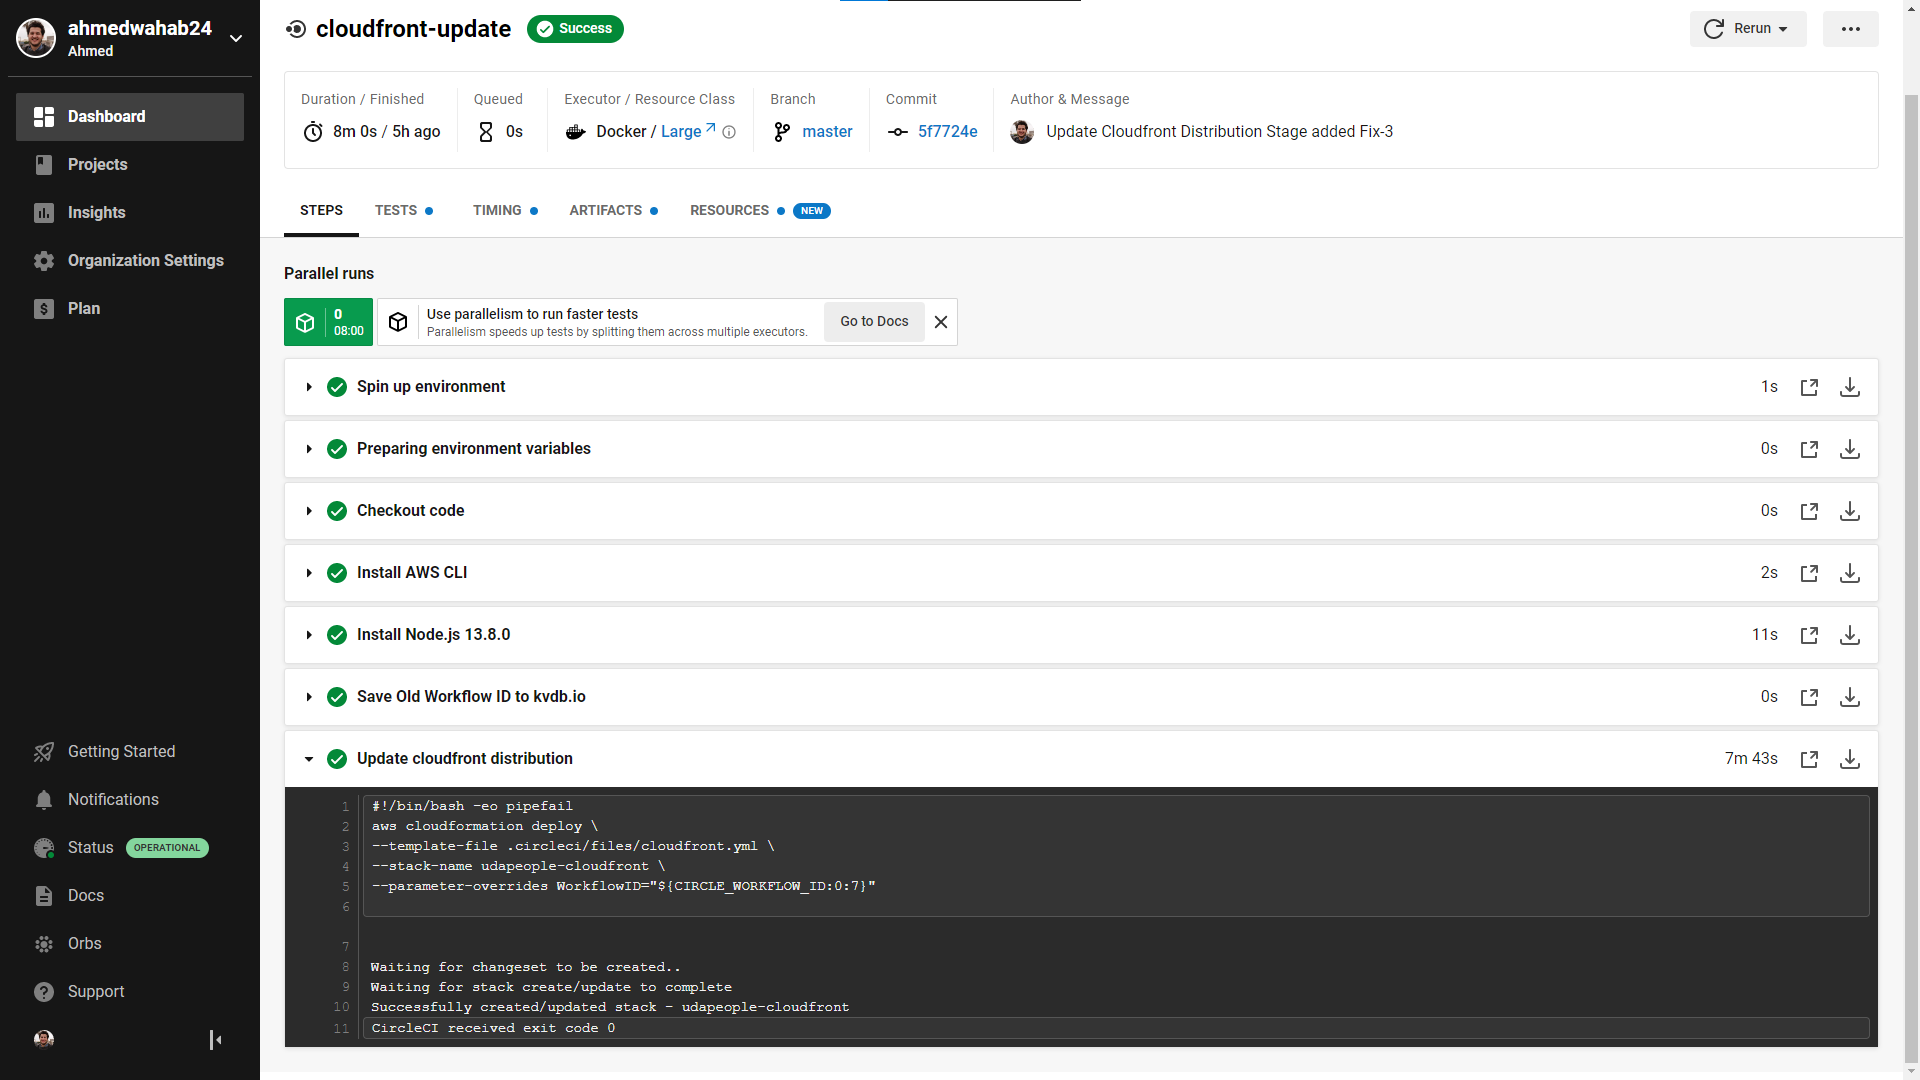 ahmedwahab24
Ahmed
Dashboard
Projects
Insights
Organization Settings
$ Plan
Getting Started
Notifications
Status OPERATIONAL
Docs
Orbs
? Support
cloudfront-update Success
Rerun
Duration / Finished
8m 0s / 5h ago
Queued
0s
Executor / Resource Class
Docker / Large
Branch
master
Commit
5f7724e
Author & Message
Update Cloudfront Distribution Stage added Fix-3
STEPS TESTS TIMING ARTIFACTS RESOURCES NEW
Parallel runs
0
08:00
Use parallelism to run faster tests
Parallelism speeds up tests by splitting them across multiple executors.
Go to Docs
Spin up environment 1s
Preparing environment variables 0s
Checkout code 0s
Install AWS CLI 2s
Install Node.js 13.8.0 11s
Save Old Workflow ID to kvdb.io 0s
Update cloudfront distribution 7m 43s
1 #!/bin/bash -eo pipefail
2 aws cloudformation deploy \
3 --template-file .circleci/files/cloudfront.yml \
4 --stack-name udapeople-cloudfront \
5 --parameter-overrides WorkflowID="${CIRCLE_WORKFLOW_ID:0:7}"
6
7
8 Waiting for changeset to be created..
9 Waiting for stack create/update to complete
10 Successfully created/updated stack - udapeople-cloudfront
11 CircleCI received exit code 0